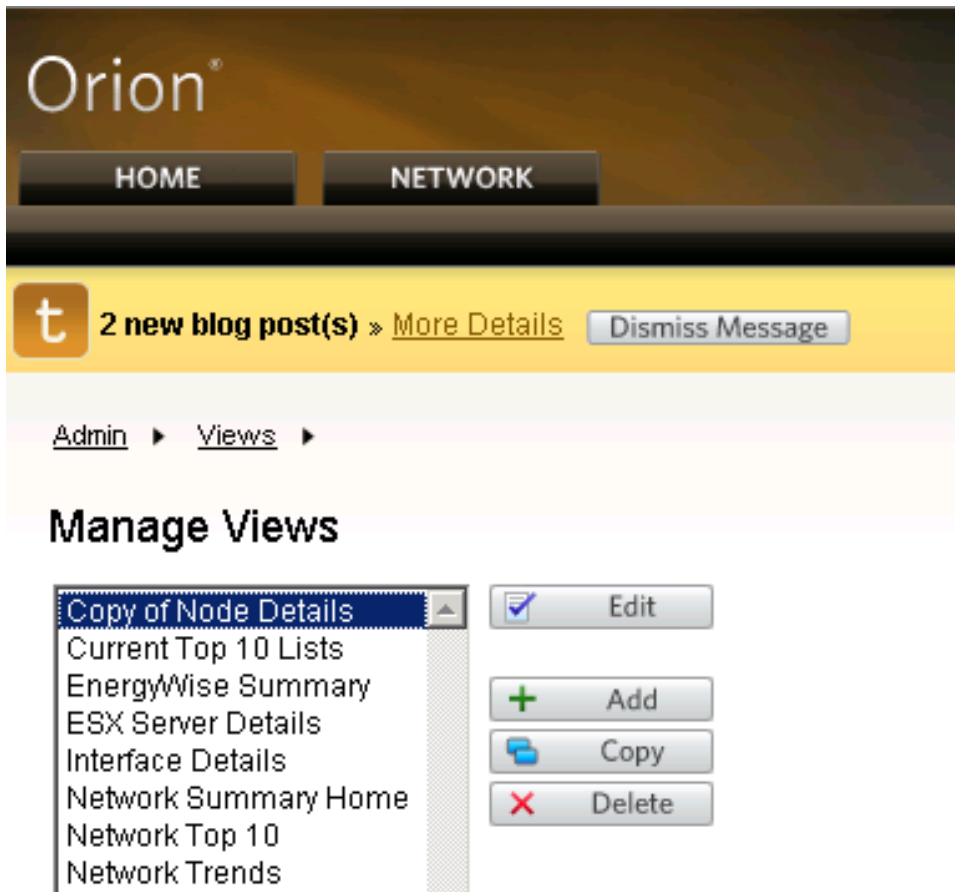 Orion®
HOME NETWORK
t 2 new blog post(s) » More Details Dismiss Message
Admin ▸ Views ▸
Manage Views
Copy of Node Details
Current Top 10 Lists
EnergyWise Summary
ESX Server Details
Interface Details
Network Summary Home
Network Top 10
Network Trends
Edit
Add
Copy
Delete